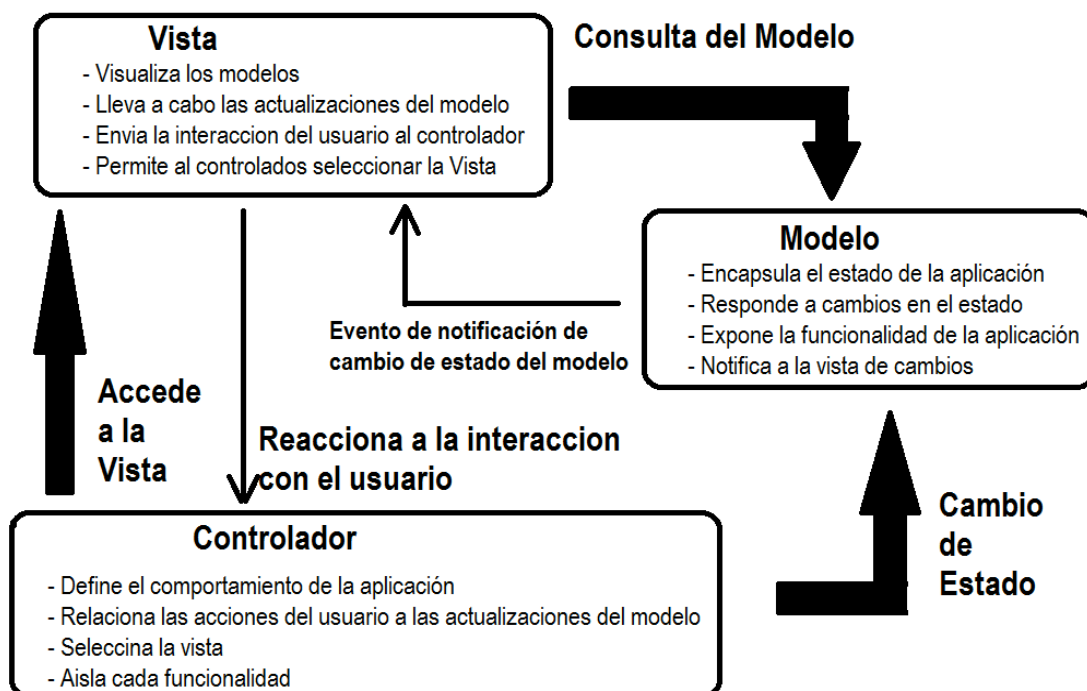 Vista
- Visualiza los modelos
- Lleva a cabo las actualizaciones del modelo
- Envia la interaccion del usuario al controlador
- Permite al controlados seleccionar la Vista
Consulta del Modelo
Modelo
- Encapsula el estado de la aplicación
- Responde a cambios en el estado
- Expone la funcionalidad de la aplicación
- Notifica a la vista de cambios
Evento de notificación de
cambio de estado del modelo
Accede
a la
Vista
Reacciona a la interaccion
con el usuario
Cambio
de
Estado
Controlador
- Define el comportamiento de la aplicación
- Relaciona las acciones del usuario a las actualizaciones del modelo
- Seleccina la vista
- Aisla cada funcionalidad